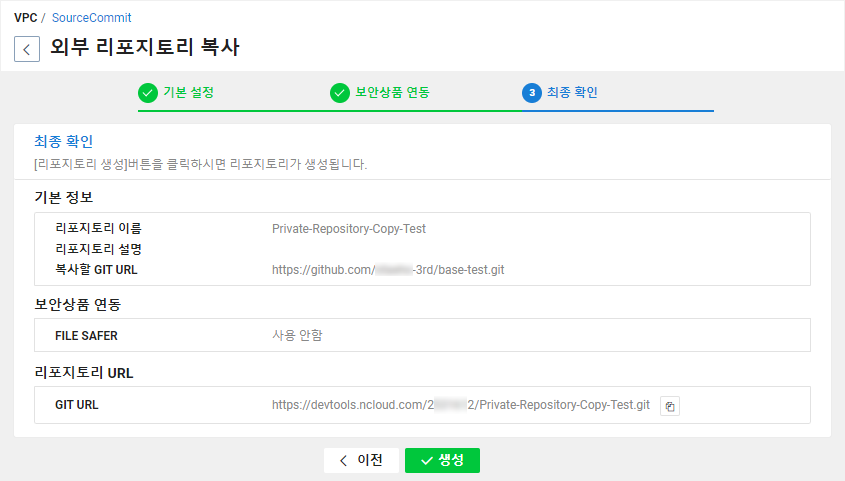 VPC / SourceCommit
외부 리포지토리 복사
기본 설정
보안상품 연동
3 최종 확인
최종 확인
[리포지토리 생성]버튼을 클릭하시면 리포지토리가 생성됩니다.
기본 정보
리포지토리 이름 Private-Repository-Copy-Test
리포지토리 설명
복사할 GIT URL https://github.com/ -3rd/base-test.git
보안상품 연동
FILE SAFER 사용 안함
리포지토리 URL
GIT URL https://devtools.ncloud.com/2 2/Private-Repository-Copy-Test.git
이전
생성